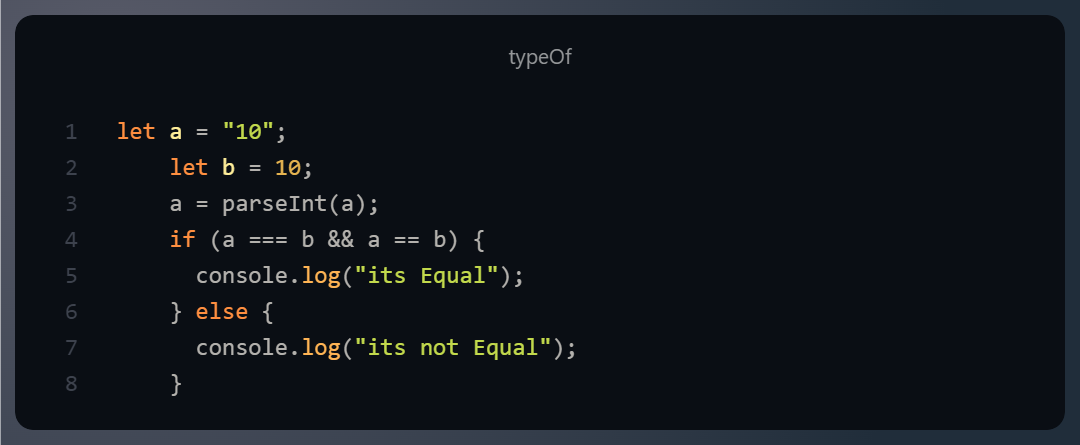 typeOf
1 let a = "10";
2 let b = 10;
3 a = parseInt(a);
4 if (a === b && a == b) {
5 console.log("its Equal");
6 } else {
7 console.log("its not Equal");
8 }